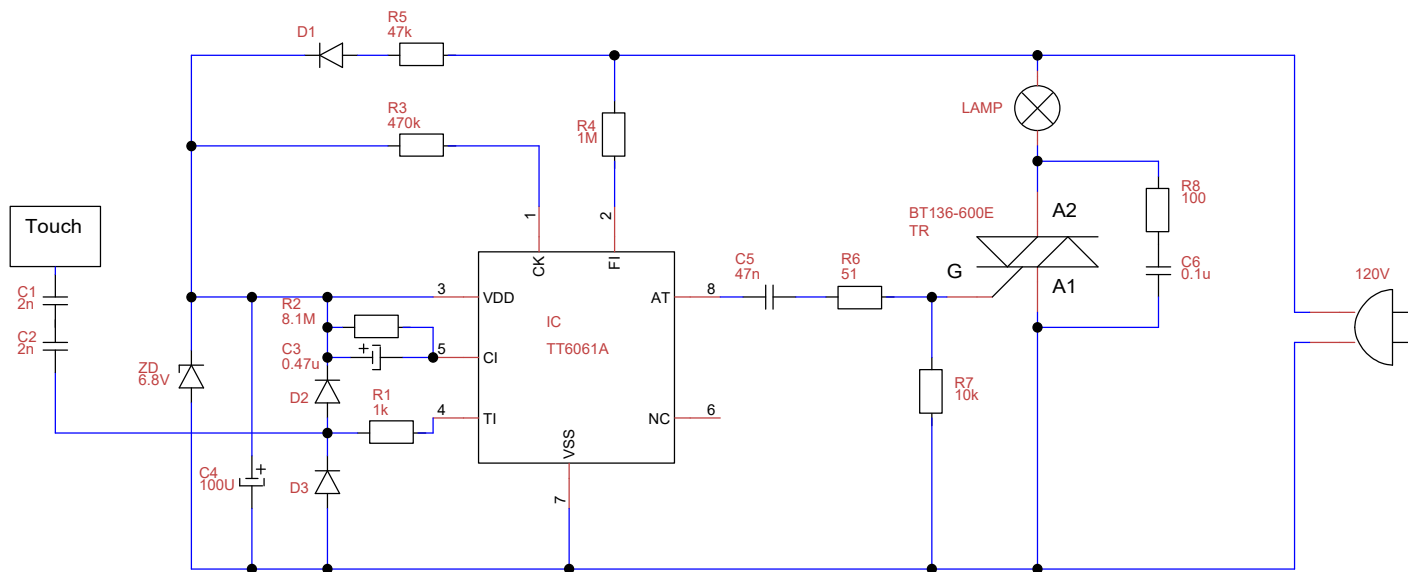 D1
R5
47k
R3
470k
R4
1M
LAMP
R8
100
BT136-600E
TR
A2
Touch
1
2
CK
FI
C1
2n
C2
2n
3
VDD
R2
8.1M
C3
0.47u
+
5
CI
IC
TT6061A
AT
8
C5
47n
R6
51
G
A1
C6
0.1u
120V
ZD
6.8V
D2
R1
1k
4
TI
NC
6
R7
10k
C4
100U
+
D3
VSS
7